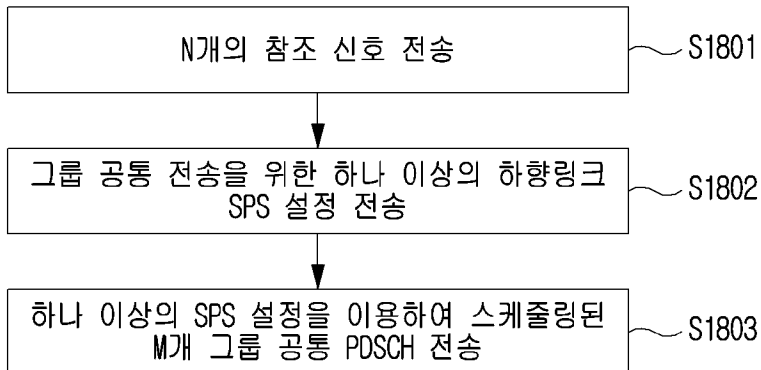 N개의 참조 신호 전송
S1801
그룹 공통 전송을 위한 하나 이상의 하향링크
SPS 설정 전송
S1802
하나 이상의 SPS 설정을 이용하여 스케줄링된
M개 그룹 공통 PDSCH 전송
S1803